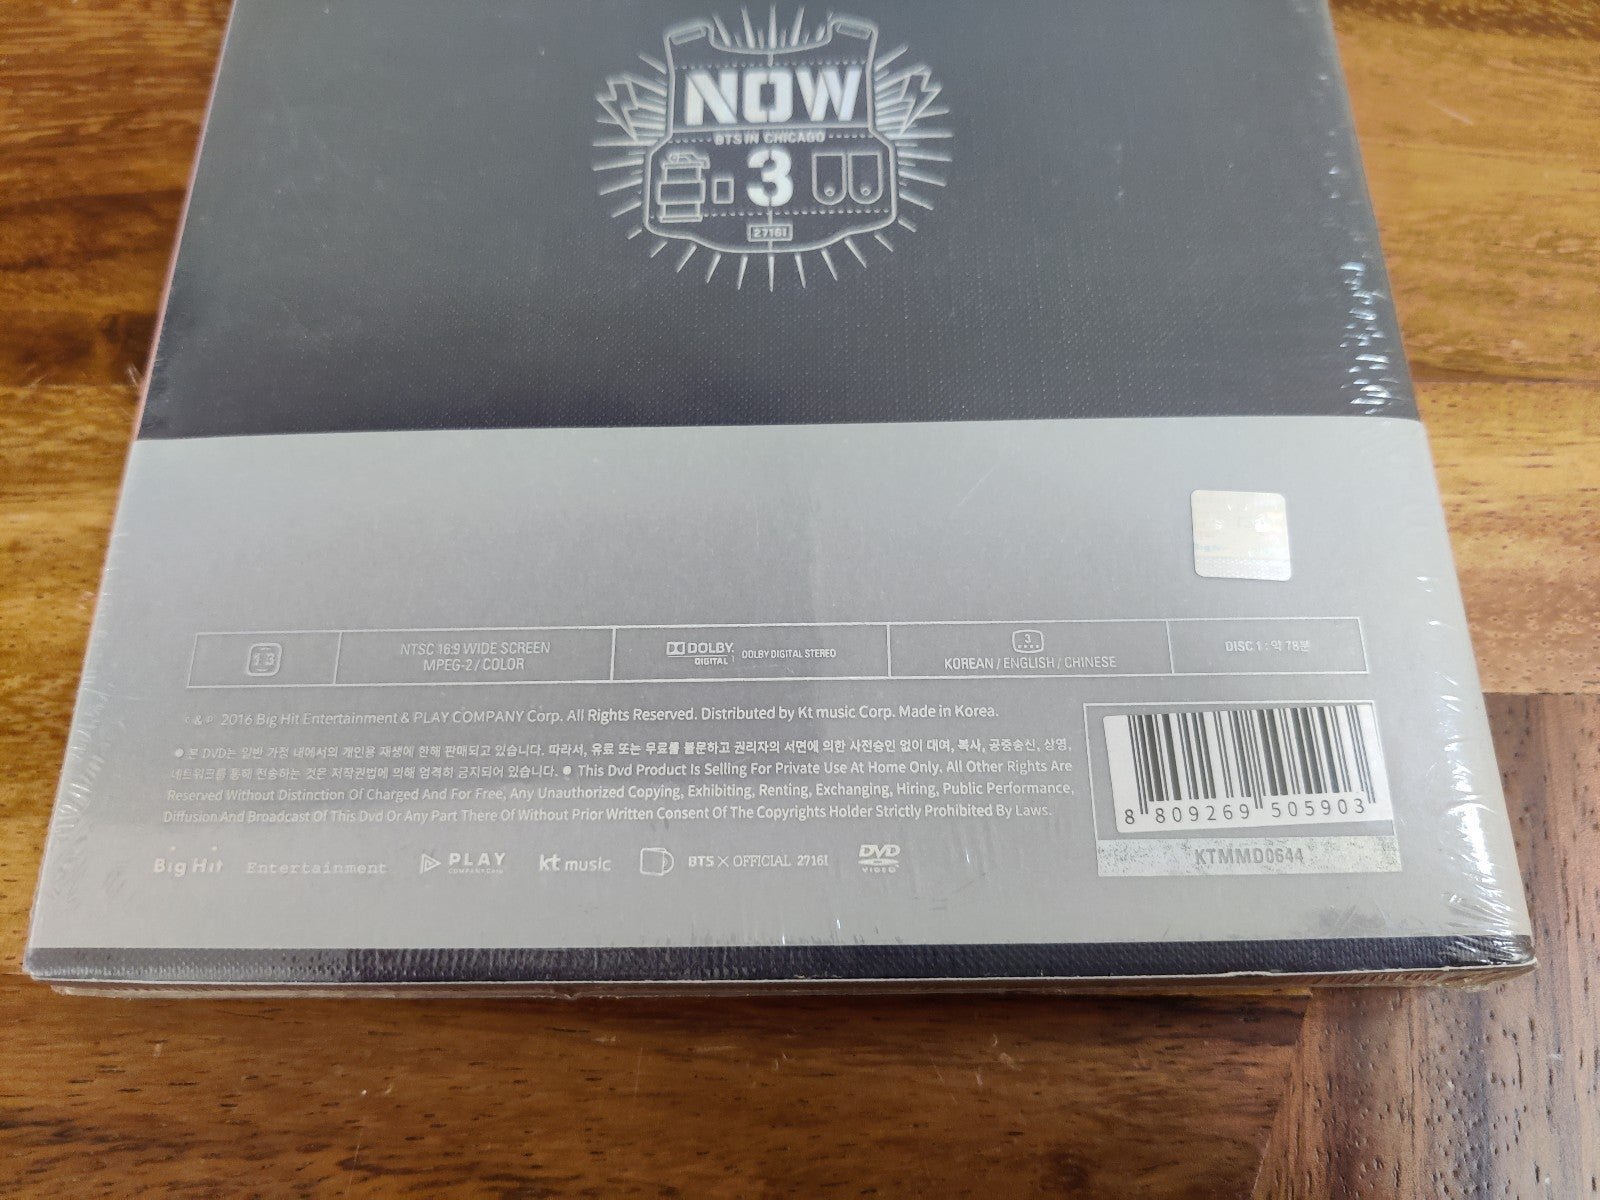 NOW
BTS IN CHICAGO
3
27161
1 3
NTSC 16:9 WIDE SCREEN
MPEG-2 / COLOR
DOLBY
DIGITAL
DOLBY DIGITAL STEREO
3
KOREAN / ENGLISH / CHINESE
DISC 1 : 약 78분
© & ℗ 2016 Big Hit Entertainment & PLAY COMPANY Corp. All Rights Reserved. Distributed by Kt music Corp. Made in Korea.
● 본 DVD는 일반 가정 내에서의 개인용 재생에 한해 판매되고 있습니다. 따라서, 유료 또는 무료를 불문하고 권리자의 서면에 의한 사전승인 없이 대여, 복사, 공중송신, 상영,
네트워크를 통해 전송하는 것은 저작권법에 의해 엄격히 금지되어 있습니다. ● This Dvd Product Is Selling For Private Use At Home Only, All Other Rights Are
Reserved Without Distinction Of Charged And For Free, Any Unauthorized Copying, Exhibiting, Renting, Exchanging, Hiring, Public Performance,
Diffusion And Broadcast Of This Dvd Or Any Part There Of Without Prior Written Consent Of The Copyrights Holder Strictly Prohibited By Laws.
8 809269 505903
KTMMD0644
Big Hit Entertainment
PLAY
kt music
BTS × OFFICIAL 27161
DVD
VIDEO